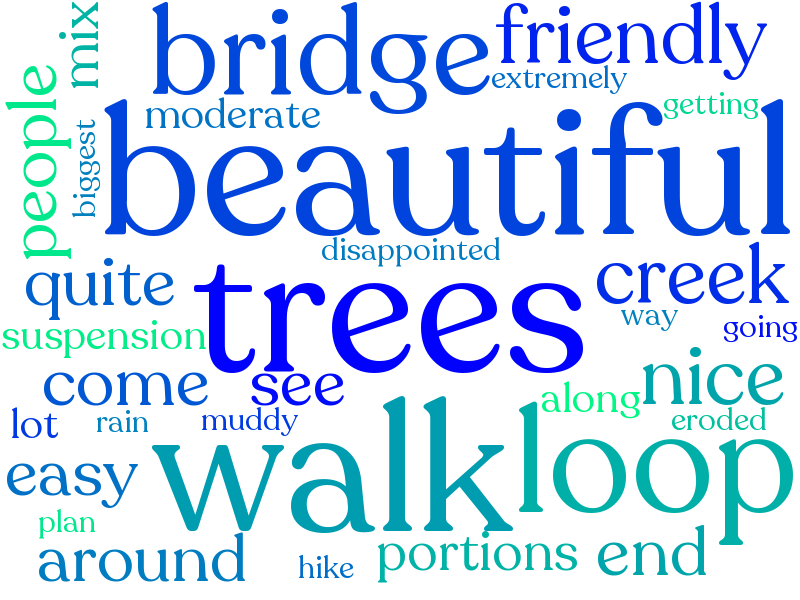 bridge
friendly
mix
people
extremely
moderate
getting
biggest
beautiful
disappointed
quite
trees
creek
way
going
suspension
come
see
nice
along
lot
rain
muddy
eroded
walk
loop
easy
plan
around
hike
portions
end